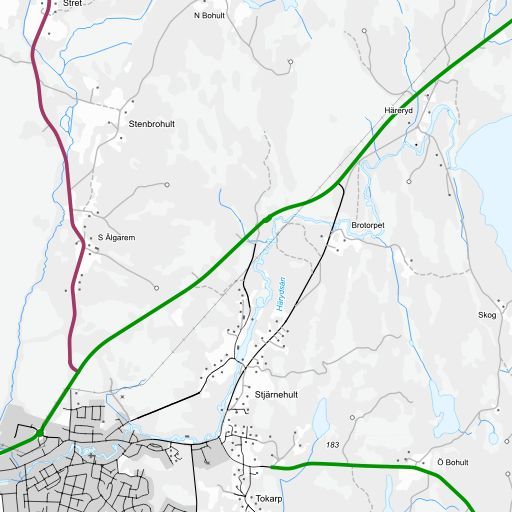 Stret
N Bohult
Häreryd
Stenbrohult
Brotorpet
S Älgarem
Härydsån
Skog
Stjärnehult
183
Ö Bohult
Tokarp